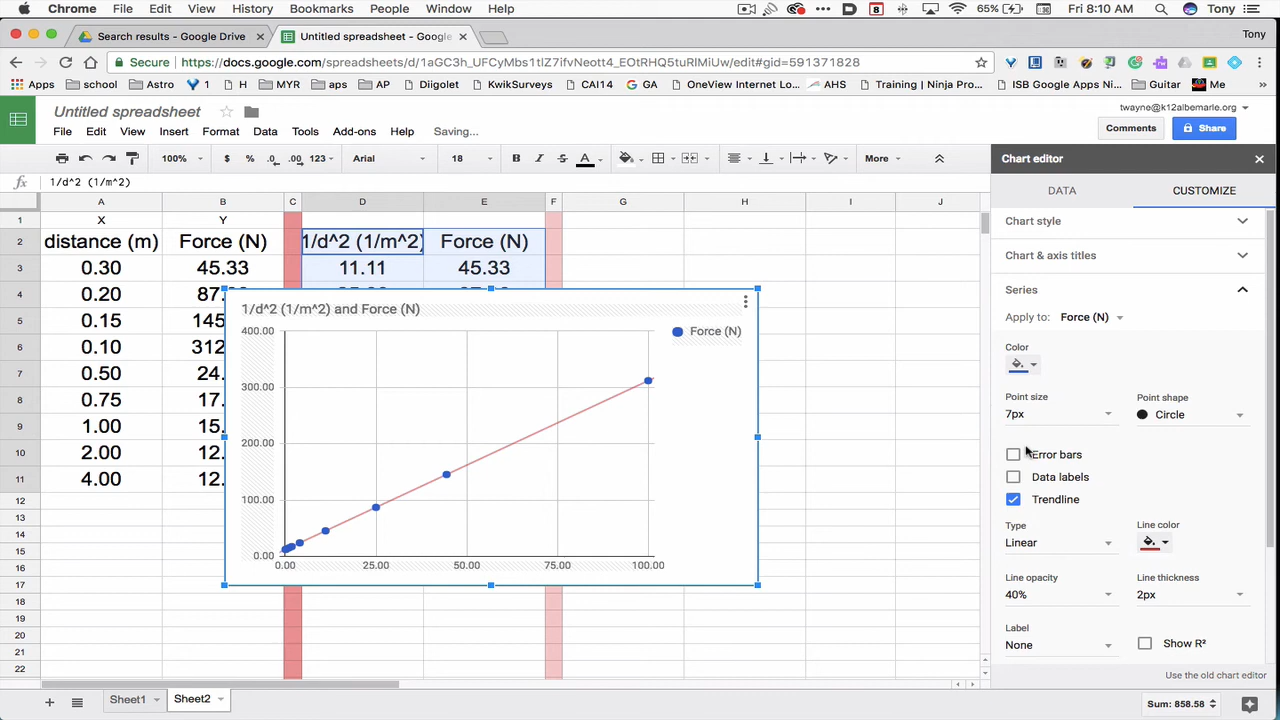 Chrome File Edit View History Bookmarks People Window Help 8 65% Fri 8:10 AM Tony
Search results - Google Drive Untitled spreadsheet - Google Tony
Secure https://docs.google.com/spreadsheets/d/1aGC3h_UFCyMbs1tlZ7ifvNeott4_EOtRHQ5tuRlMiUw/edit#gid=591371828
Apps school Astro 1 H MYR aps AP Diigolet KwikSurveys CAI14 GA OneView Internet Lo... AHS Training | Ninja Pro... ISB Google Apps Ni... Guitar Me
Untitled spreadsheet
twayne@k12albemarle.org
File Edit View Insert Format Data Tools Add-ons Help Saving...
Comments Share
100% $ % .0 .00 123 Arial 18 B I S A More
fx 1/d^2 (1/m^2)
Chart editor
DATA CUSTOMIZE
A B C D E F G H I J
1 X Y
2 distance (m) Force (N) 1/d^2 (1/m^2) Force (N)
3 0.30 45.33 11.11 45.33
4 0.20 87.
5 0.15 145
6 0.10 312
7 0.50 24.
8 0.75 17.
9 1.00 15.
10 2.00 12.
11 4.00 12.
12
13
14
15
16
17
18
19
20
21
22
1/d^2 (1/m^2) and Force (N)
Force (N)
400.00
300.00
200.00
100.00
0.00
0.00 25.00 50.00 75.00 100.00
Chart style
Chart & axis titles
Series
Apply to: Force (N)
Color
Point size Point shape
7px Circle
Error bars
Data labels
Trendline
Type Line color
Linear
Line opacity Line thickness
40% 2px
Label
None Show R²
Use the old chart editor
Sheet1 Sheet2 Sum: 858.58